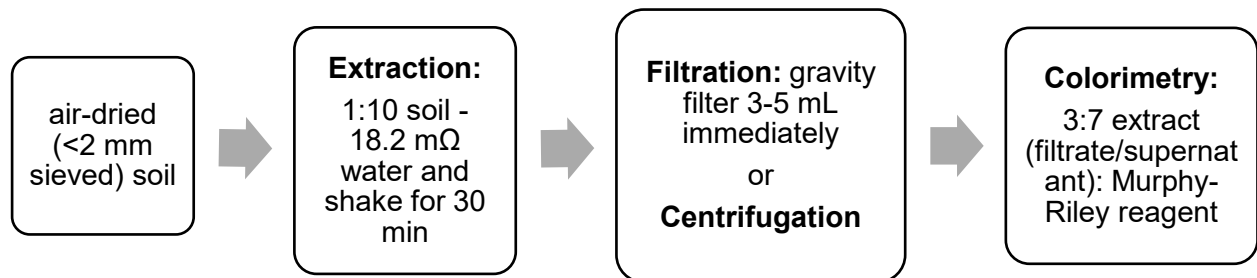 air-dried
(<2 mm
sieved) soil
Extraction:
1:10 soil -
18.2 mΩ
water and
shake for 30
min
Filtration: gravity
filter 3-5 mL
immediately
or
Centrifugation
Colorimetry:
3:7 extract
(filtrate/supernat
ant): Murphy-
Riley reagent